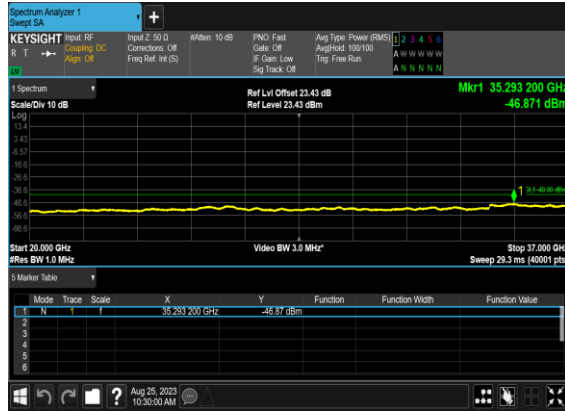 Spectrum Analyzer 1
Swept SA
+
KEYSIGHT Input: RF Input Z: 50 Ω #Atten: 10 dB PNO: Fast Avg Type: Power (RMS) 1 2 3 4 5 6
R T Coupling: DC Corrections: Off Gate: Off Avg|Hold: 100/100 A W W W W W
Align: Off Freq Ref: Int (S) IF Gain: Low Trig: Free Run
Sig Track: Off A N N N N N
1 Spectrum Ref Lvl Offset 23.43 dB Mkr1 35.293 200 GHz
Scale/Div 10 dB Ref Level 23.43 dBm -46.871 dBm
Log
13.4
3.43
-6.57
-16.6
-26.6
-36.6
1
-46.6
-56.6
-66.6
Start 20.000 GHz Video BW 3.0 MHz* Stop 37.000 GHz
#Res BW 1.0 MHz Sweep 29.3 ms (40001 pts)
5 Marker Table
Mode Trace Scale X Y Function Function Width Function Value
1 N 1 f 35.293 200 GHz -46.87 dBm
2
3
4
5
6
? Aug 25, 2023
10:30:00 AM